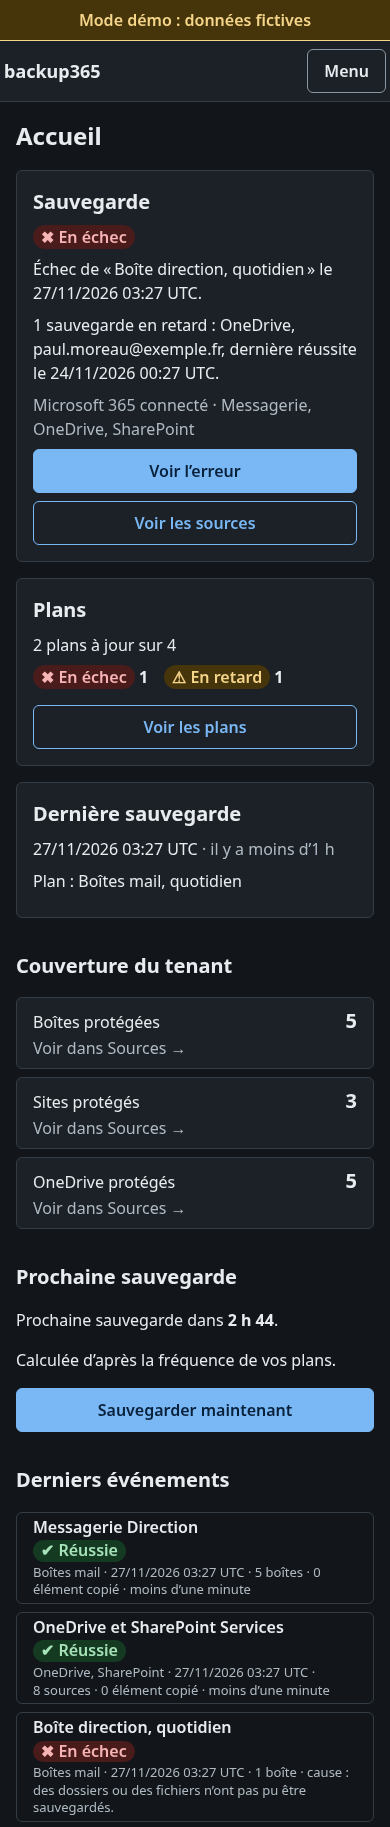 Mode démo : données fictives
backup365
Menu
Accueil
Sauvegarde
✖ En échec
Échec de « Boîte direction, quotidien » le
27/11/2026 03:27 UTC.
1 sauvegarde en retard : OneDrive,
paul.moreau@exemple.fr, dernière réussite
le 24/11/2026 00:27 UTC.
Microsoft 365 connecté · Messagerie,
OneDrive, SharePoint
Voir l’erreur
Voir les sources
Plans
2 plans à jour sur 4
✖ En échec 1 ⚠ En retard 1
Voir les plans
Dernière sauvegarde
27/11/2026 03:27 UTC · il y a moins d’1 h
Plan : Boîtes mail, quotidien
Couverture du tenant
Boîtes protégées 5
Voir dans Sources →
Sites protégés 3
Voir dans Sources →
OneDrive protégés 5
Voir dans Sources →
Prochaine sauvegarde
Prochaine sauvegarde dans 2 h 44.
Calculée d’après la fréquence de vos plans.
Sauvegarder maintenant
Derniers événements
Messagerie Direction
✔ Réussie
Boîtes mail · 27/11/2026 03:27 UTC · 5 boîtes · 0
élément copié · moins d’une minute
OneDrive et SharePoint Services
✔ Réussie
OneDrive, SharePoint · 27/11/2026 03:27 UTC ·
8 sources · 0 élément copié · moins d’une minute
Boîte direction, quotidien
✖ En échec
Boîtes mail · 27/11/2026 03:27 UTC · 1 boîte · cause :
des dossiers ou des fichiers n’ont pas pu être
sauvegardés.